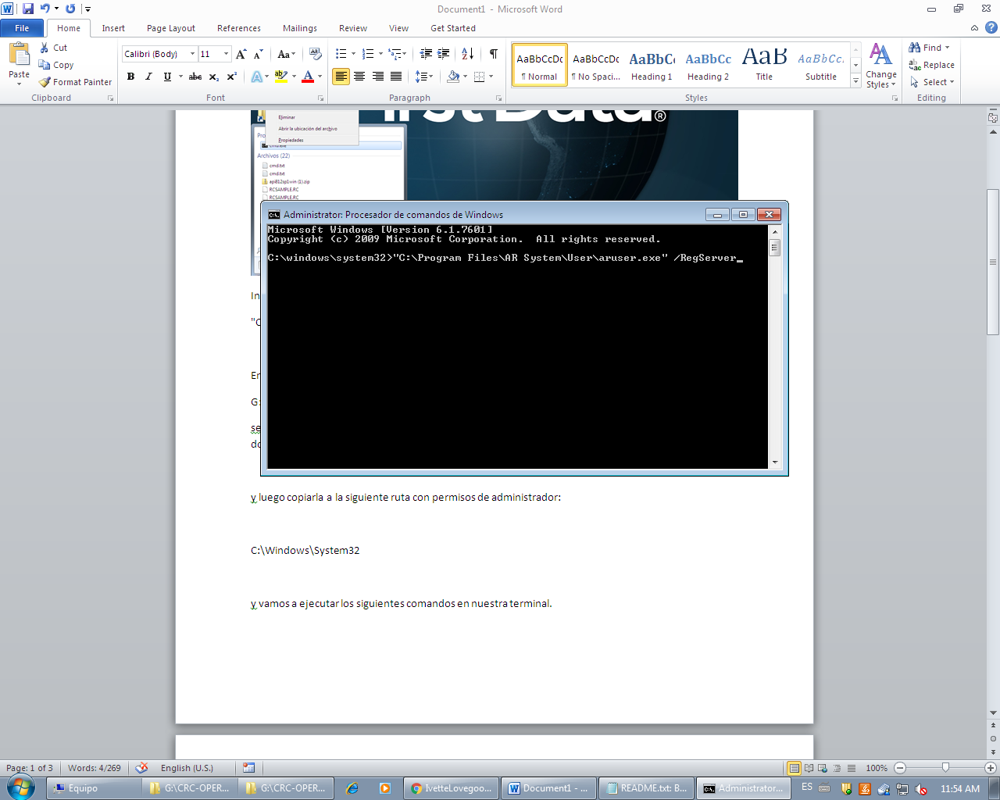 Document1 - Microsoft Word
File Home Insert Page Layout References Mailings Review View Get Started
Paste
Cut
Copy
Format Painter
Clipboard
Calibri (Body) 11
Font
Paragraph
AaBbCcDc AaBbCcDc AaBbCc AaBbCc AaB AaBbCc.
¶ Normal ¶ No Spaci... Heading 1 Heading 2 Title Subtitle
Change Styles
Styles
Find
Replace
Select
Editing
First Data®
Eliminar
Abrir la ubicación del archivo
Propiedades
cmd.exe
Archivos (22)
cmd.txt
cmd.txt
api812sp1win (1).zip
RCSAMPLE.RC
RCSAMPLE.RC
Administrator: Procesador de comandos de Windows
Microsoft Windows [Version 6.1.7601]
Copyright (c) 2009 Microsoft Corporation.  All rights reserved.
C:\windows\system32>"C:\Program Files\AR System\User\aruser.exe" /RegServer_
In
"C
En
G:
se
do
y luego copiarla a la siguiente ruta con permisos de administrador:
C:\Windows\System32
y vamos a ejecutar los siguientes comandos en nuestra terminal.
Page: 1 of 3 Words: 4/269 English (U.S.) 100%
Equipo G:\CRC-OPER... G:\CRC-OPER... IvetteLovegoo... Document1 - ... README.txt: B... Administrator... ES 11:54 AM